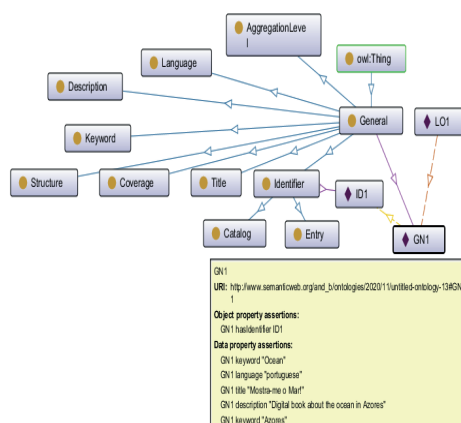 AggregationLeve
l
owl:Thing
Language
Description
General
LO1
Keyword
Structure
Coverage
Title
Identifier
ID1
Catalog
Entry
GN1
GN1
URI: http://www.semanticweb.org/and_b/ontologies/2020/11/untitled-ontology-13#GN
1
Object property assertions:
GN1 hasIdentifier ID1
Data property assertions:
GN1 keyword "Ocean"
GN1 language "portuguese"
GN1 title "Mostra-me o Mar!"
GN1 description "Digital book about the ocean in Azores"
GN1 keyword "Azores"